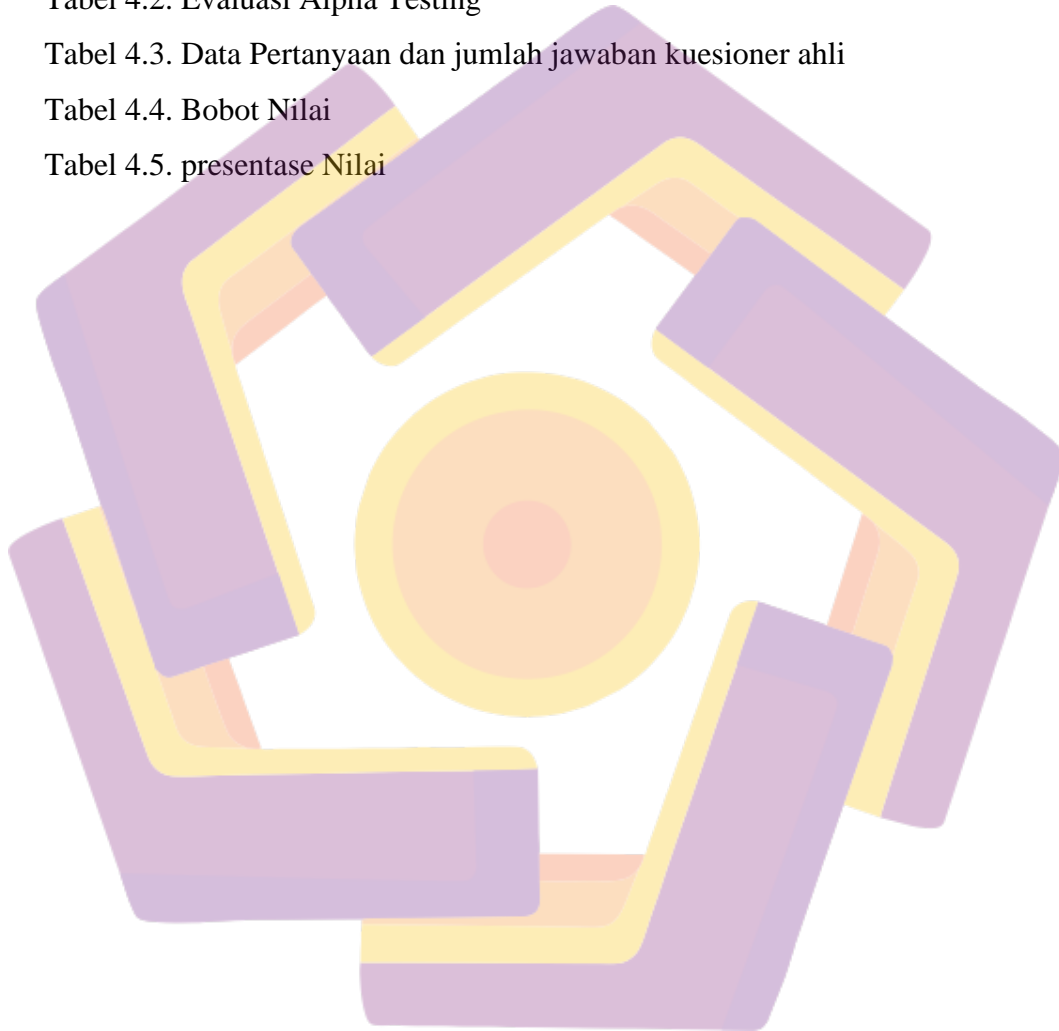 Tabel 4.2. Evaluasi Alpha Testing
Tabel 4.3. Data Pertanyaan dan jumlah jawaban kuesioner ahli
Tabel 4.4. Bobot Nilai
Tabel 4.5. presentase Nilai